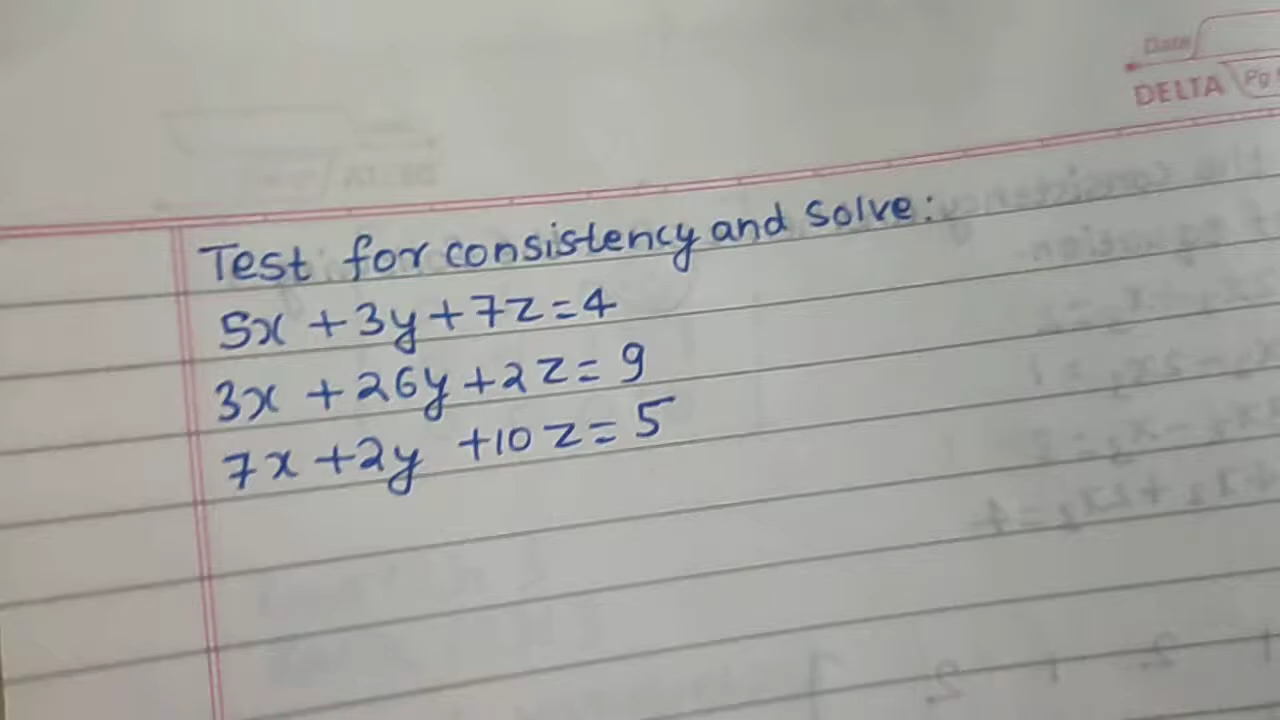 Date
DELTA Pg
Test for consistency and solve:
5x + 3y + 7z = 4
3x + 26y + 2z = 9
7x + 2y + 10z = 5